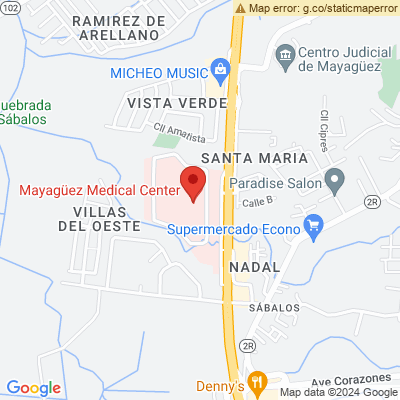 102
RAMIREZ DE
ARELLANO
Map error: g.co/staticmaperror
Centro Judicial
de Mayagüez
MICHEO MUSIC
VISTA VERDE
uebrada
Sábalos
Cll Amatista
Cll Cipres
SANTA MARIA
Mayagüez Medical Center
Paradise Salon
Calle B
2R
VILLAS
DEL OESTE
Supermercado Econo
NADAL
SÁBALOS
2R
Denny's
Ave Corazones
Google
Map data ©2024 Google